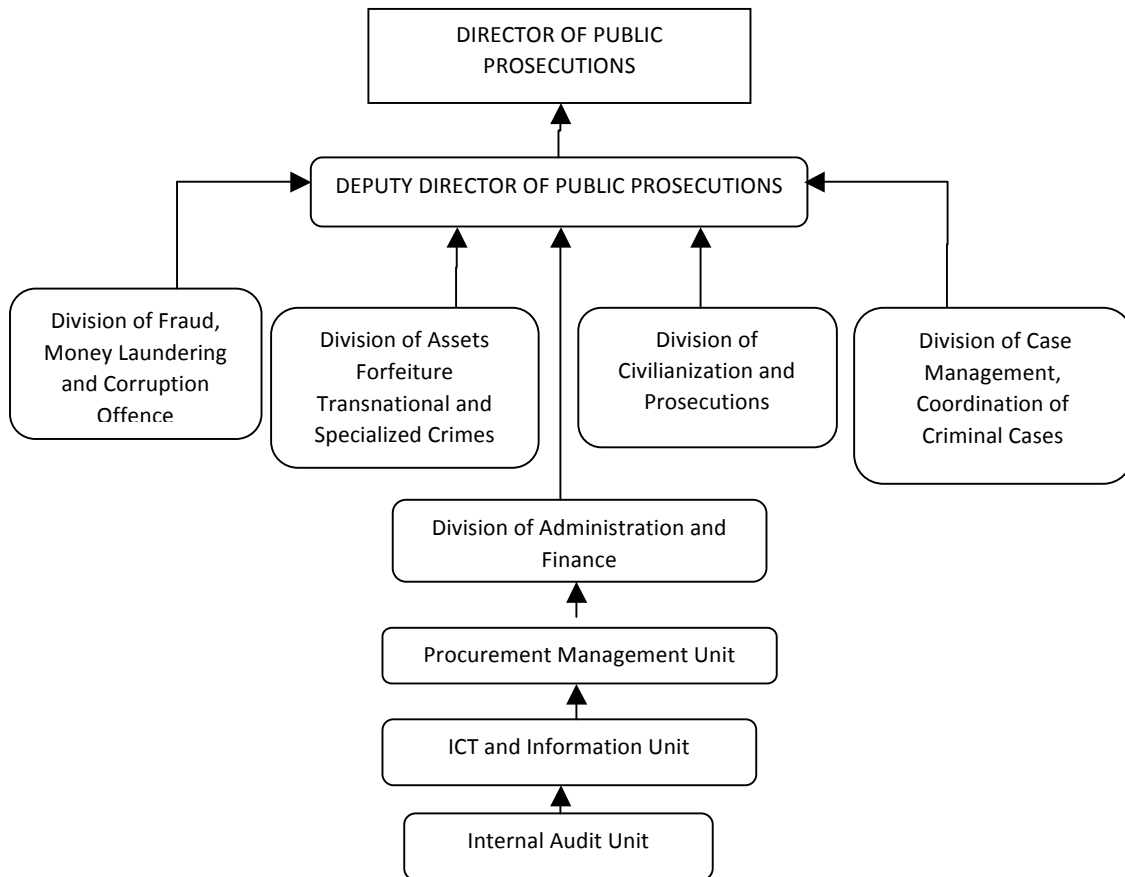 DIRECTOR OF PUBLIC
PROSECUTIONS
DEPUTY DIRECTOR OF PUBLIC PROSECUTIONS
Division of Fraud,
Money Laundering
and Corruption
Offence
Division of Assets
Forfeiture
Transnational and
Specialized Crimes
Division of
Civilianization and
Prosecutions
Division of Case
Management,
Coordination of
Criminal Cases
Division of Administration and
Finance
Procurement Management Unit
ICT and Information Unit
Internal Audit Unit